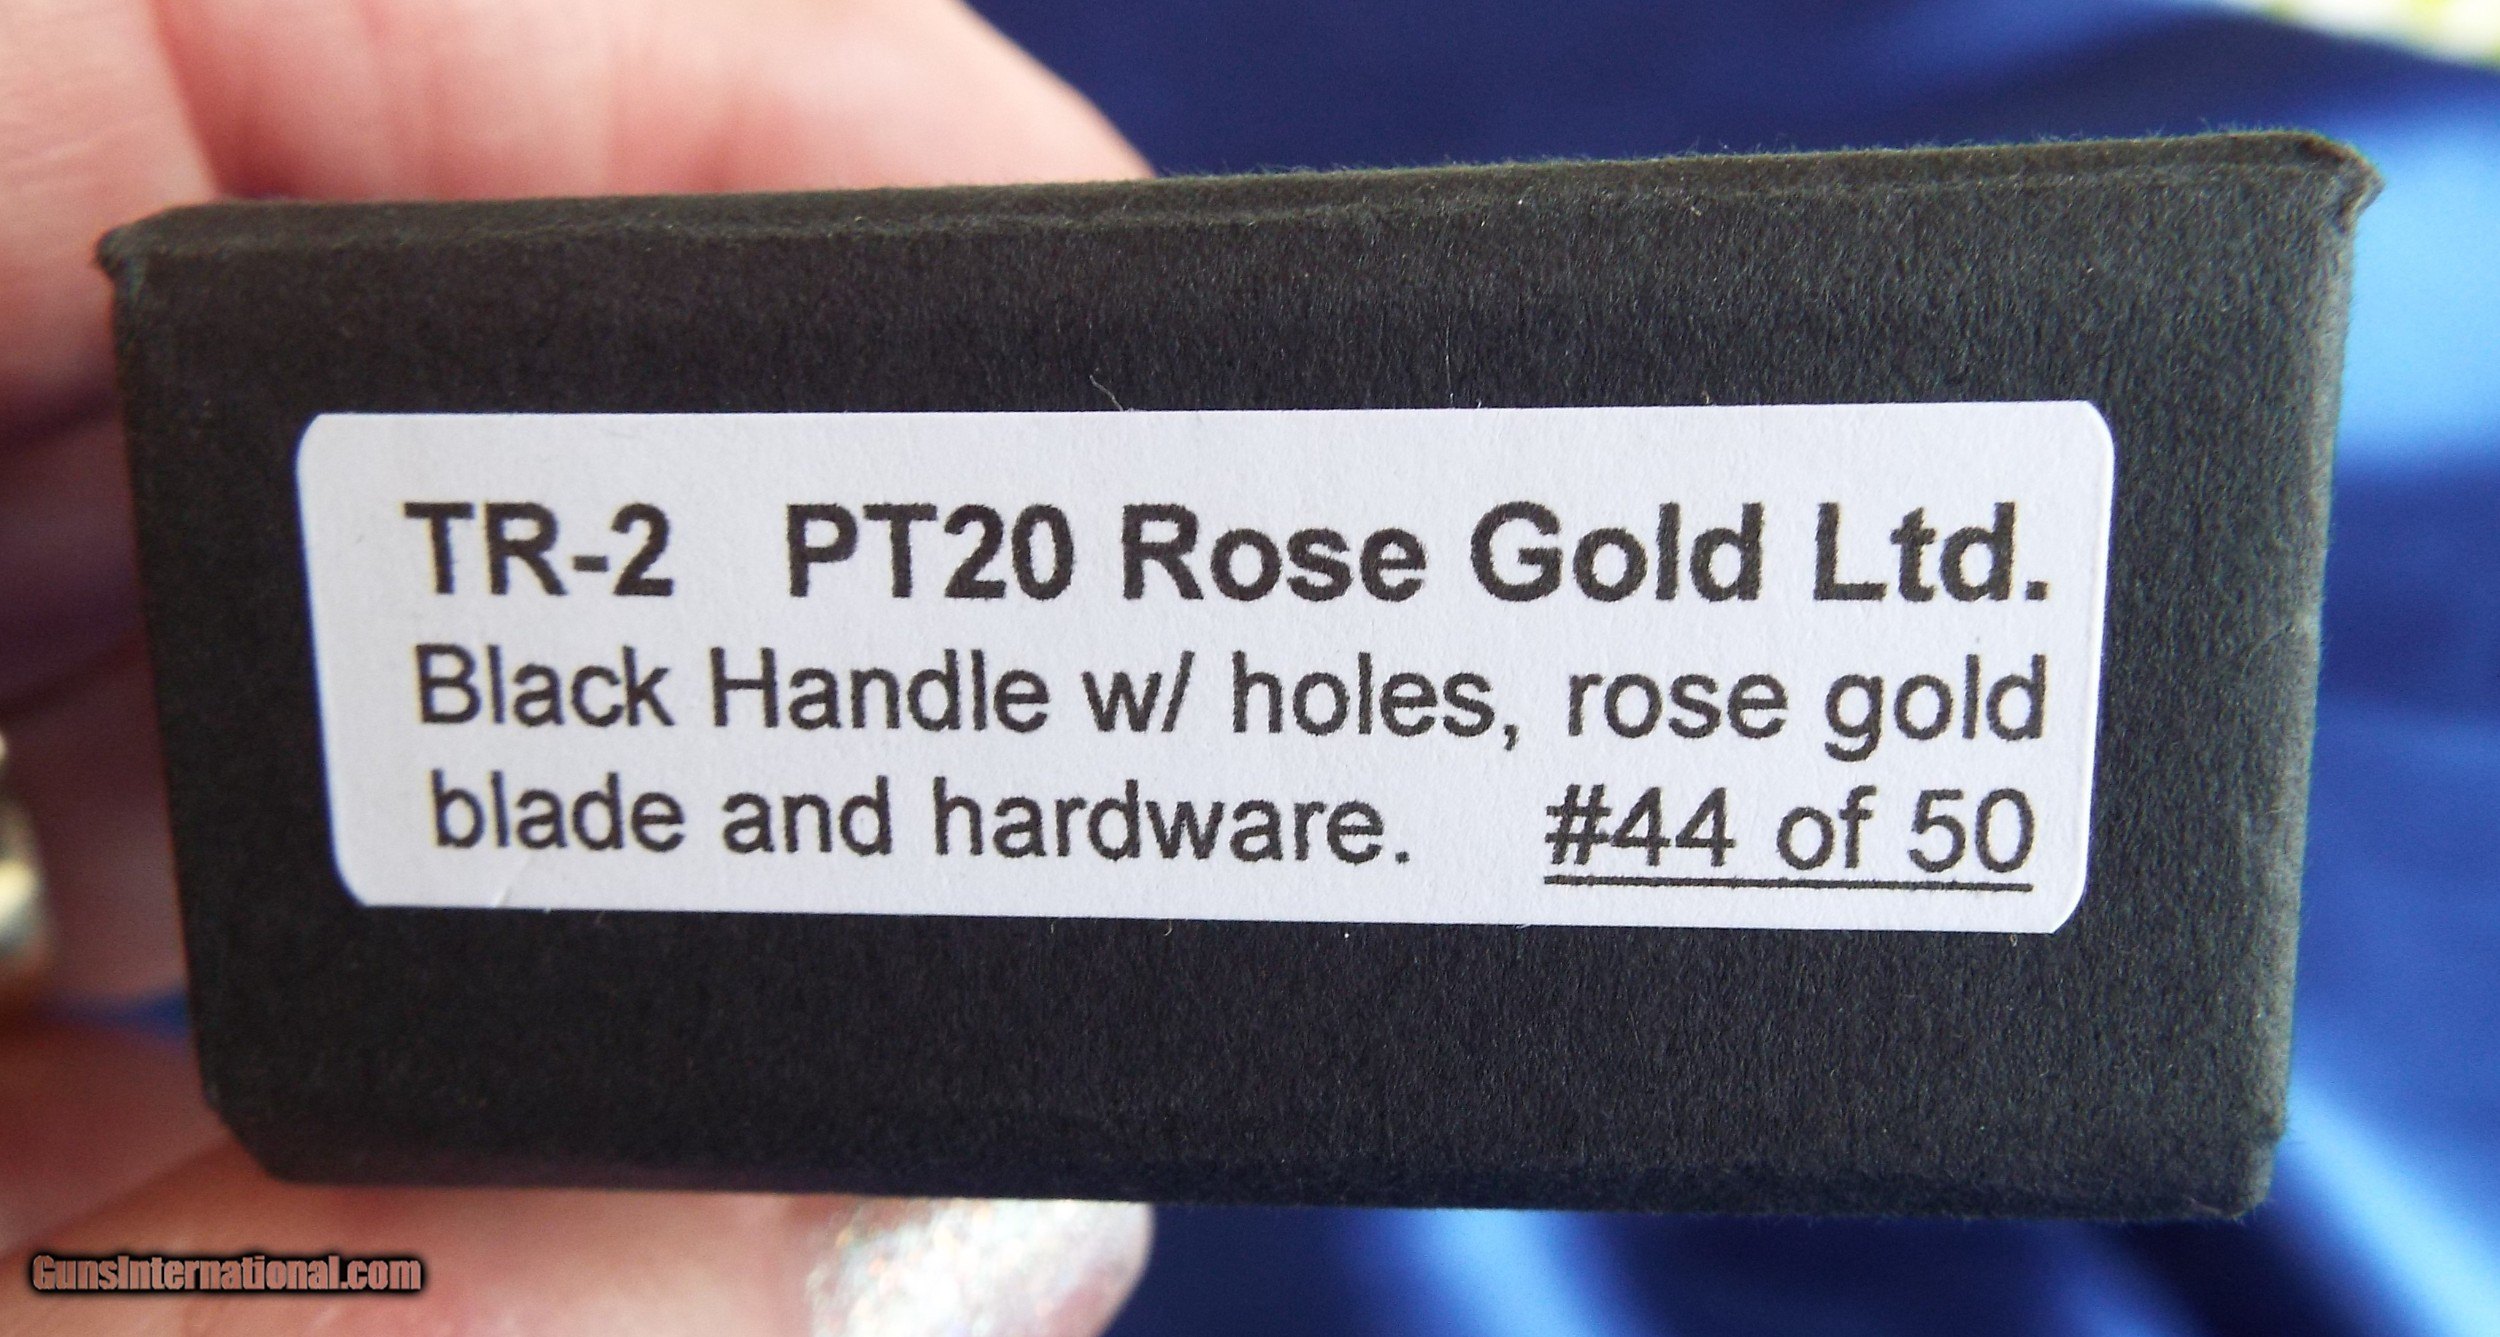 TR-2 PT20 Rose Gold Ltd.
Black Handle w/ holes, rose gold
blade and hardware. #44 of 50
GunsInternational.com